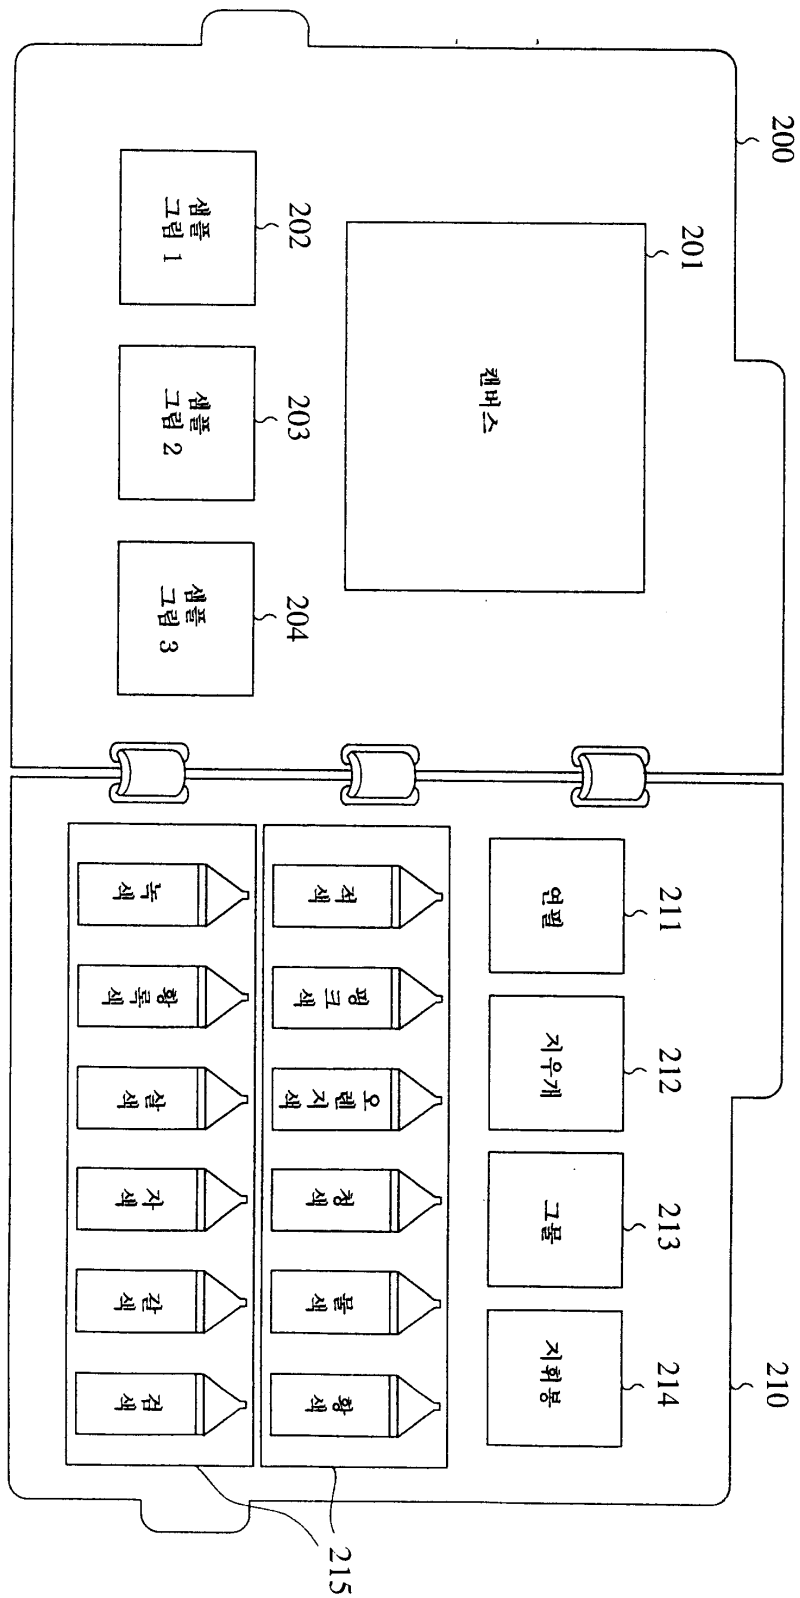 200
201
캔버스
202
샘플
그림 1
203
샘플
그림 2
204
샘플
그림 3
210
211
연필
212
지우개
213
그물
214
지휘봉
적색
핑크색
오렌지색
청색
물색
황색
녹색
황록색
살색
자색
갈색
검색
215